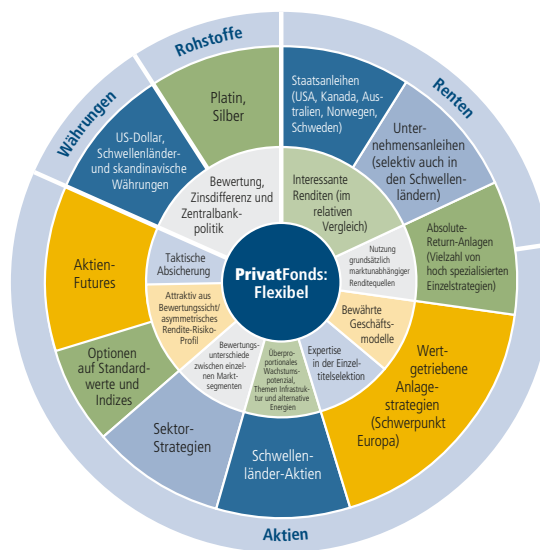 Rohstoffe
Renten
Währungen
Aktien
Platin,
Silber
Staatsanleihen
(USA, Kanada, Aus-
tralien, Norwegen,
Schweden)
Unter-
nehmensanleihen
(selektiv auch in
den Schwellen-
ländern)
Absolute-
Return-Anlagen
(Vielzahl von
hoch spezialisierten
Einzelstrategien)
Wert-
getriebene
Anlage-
strategien
(Schwerpunkt
Europa)
Schwellen-
länder-Aktien
Sektor-
Strategien
Optionen
auf Standard-
werte und
Indizes
Aktien-
Futures
US-Dollar,
Schwellenländer-
und skandinavische
Währungen
Bewertung,
Zinsdifferenz und
Zentralbank-
politik
Interessante
Renditen (im
relativen
Vergleich)
Nutzung
grundsätzlich
marktunabhängiger
Renditequellen
Bewährte
Geschäfts-
modelle
Expertise
in der Einzel-
titelselektion
Überpro-
portionales
Wachstums-
potenzial,
Themen Infrastruk-
tur und alternative
Energien
Bewertungs-
unterschiede
zwischen einzel-
nen Markt-
segmenten
Attraktiv aus
Bewertungssicht/
asymmetrisches
Rendite-Risiko-
Profil
Taktische
Absicherung
PrivatFonds:
Flexibel